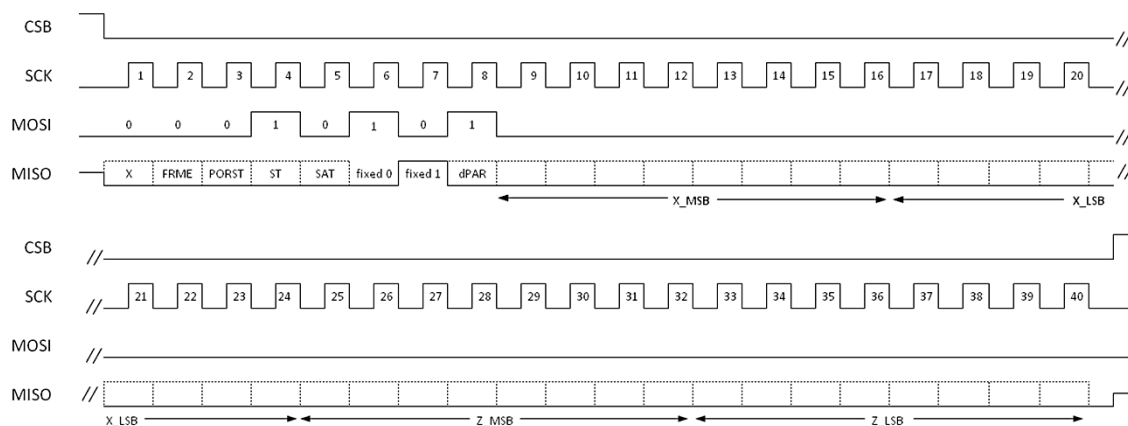 CSB //
SCK 1 2 3 4 5 6 7 8 9 10 11 12 13 14 15 16 17 18 19 20 //
MOSI 0 0 0 1 0 1 0 1 //
MISO X FRME PORST ST SAT fixed 0 fixed 1 dPAR //
X_MSB X_LSB
CSB //
SCK // 21 22 23 24 25 26 27 28 29 30 31 32 33 34 35 36 37 38 39 40
MOSI //
MISO //
X_LSB Z_MSB Z_LSB